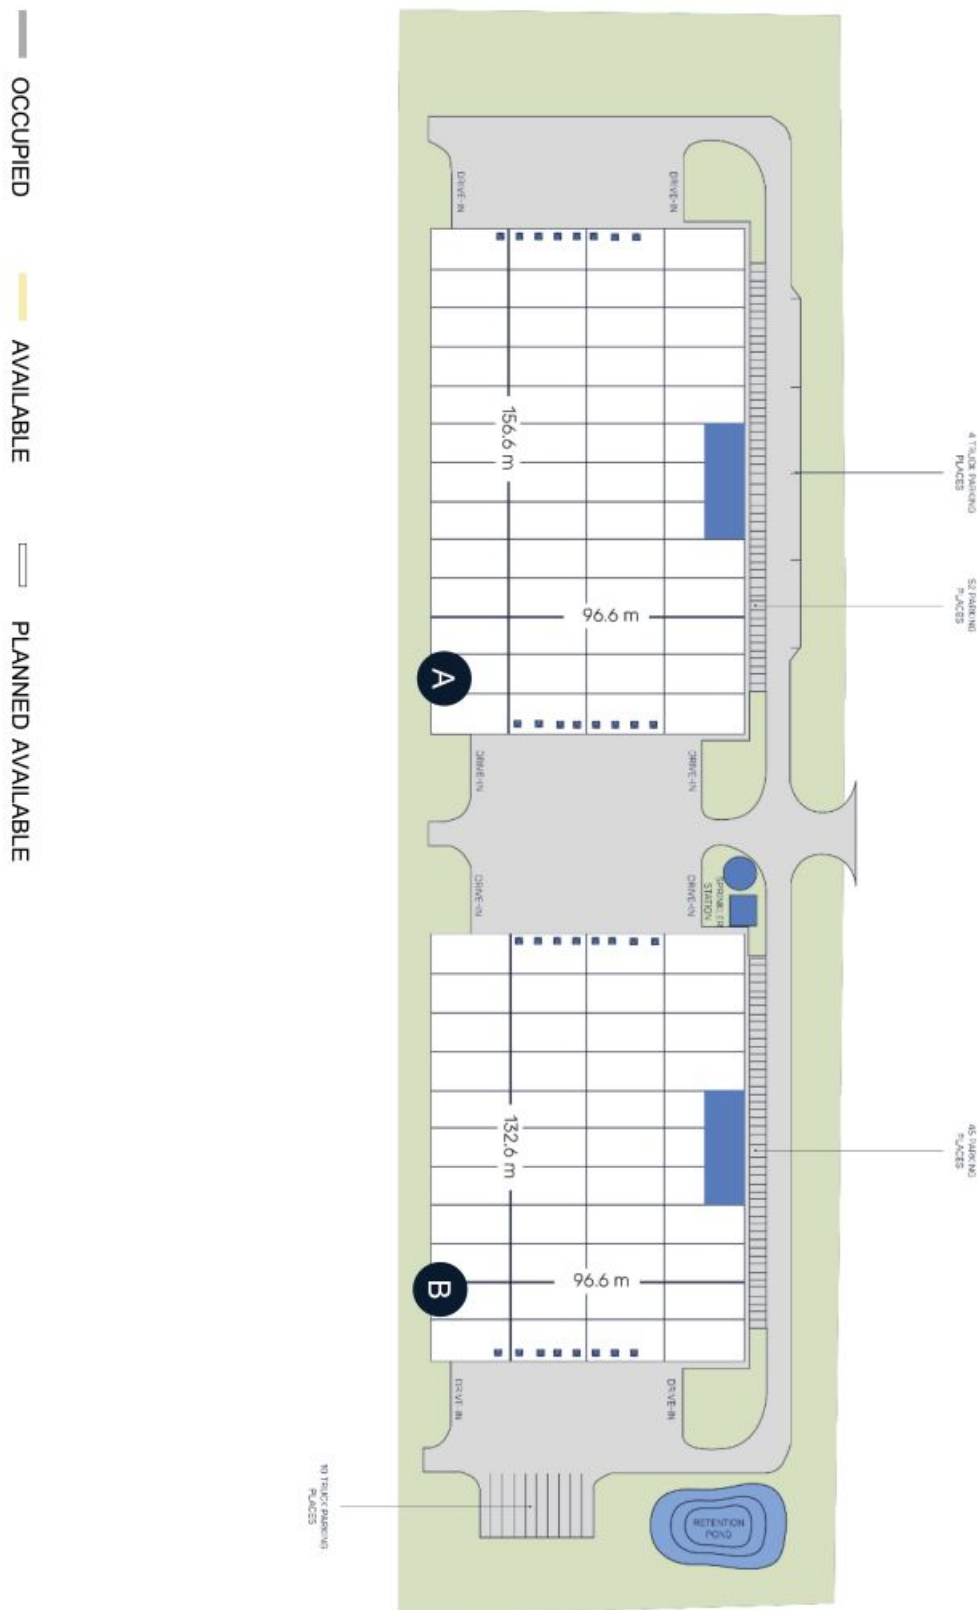 OCCUPIED
AVAILABLE
PLANNED AVAILABLE
4 TRUCK PARKING
PLACES
52 PARKING
PLACES
45 PARKING
PLACES
10 TRUCK PARKING
PLACES
DRIVE-IN
DRIVE-IN
156.6 m
96.6 m
A
DRIVE-IN
DRIVE-IN
DRIVE-IN
DRIVE-IN
SPRINKLER
STATION
132.6 m
96.6 m
B
DRIVE-IN
DRIVE-IN
RETENTION
POND